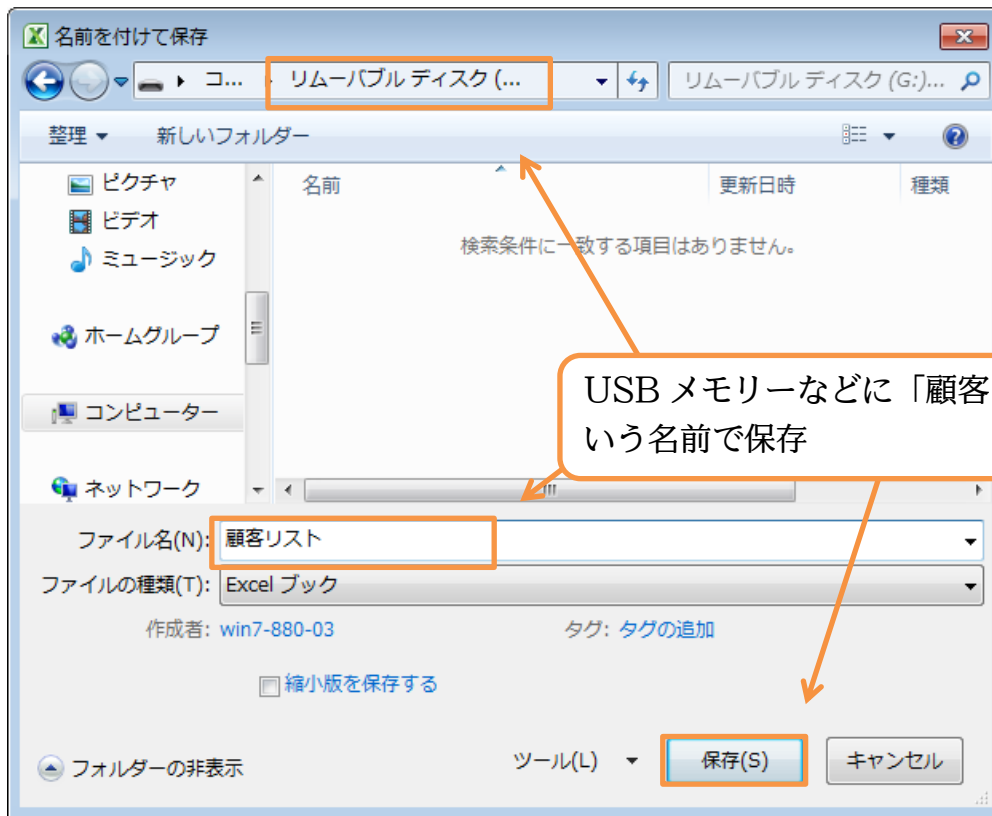 名前を付けて保存
コ... リムーバブル ディスク (... リムーバブル ディスク (G:)...
整理 新しいフォルダー
ピクチャ
ビデオ
ミュージック
ホームグループ
コンピューター
ネットワーク
名前 更新日時 種類
検索条件に一致する項目はありません。
USB メモリーなどに「顧客
いう名前で保存
ファイル名(N): 顧客リスト
ファイルの種類(T): Excel ブック
作成者: win7-880-03 タグ: タグの追加
縮小版を保存する
フォルダーの非表示 ツール(L) 保存(S) キャンセル